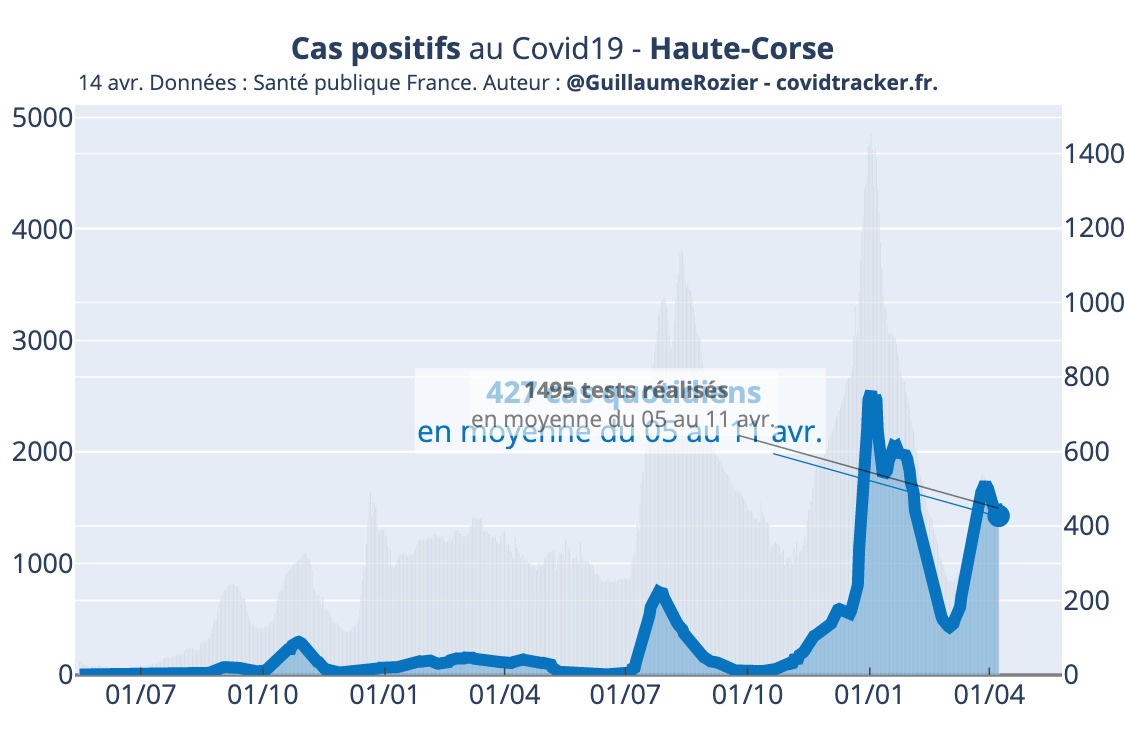 Cas positifs au Covid19 - Haute-Corse
14 avr. Données : Santé publique France. Auteur : @GuillaumeRozier - covidtracker.fr.
5000
4000
3000
2000
1000
0
1400
1200
1000
800
600
400
200
0
427 cas quotidiens
en moyenne du 05 au 11 avr.
1495 tests réalisés
en moyenne du 05 au 11 avr.
01/07 01/10 01/01 01/04 01/07 01/10 01/01 01/04